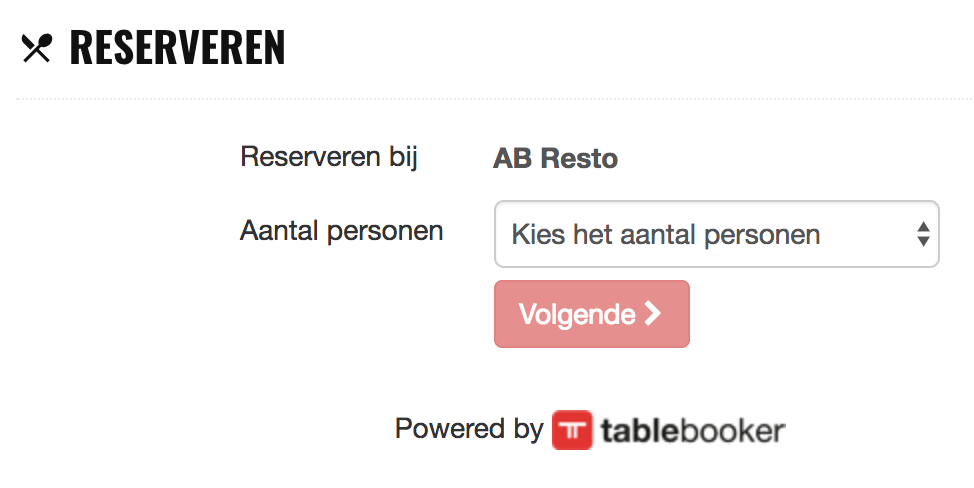 RESERVEREN
Reserveren bij AB Resto
Aantal personen Kies het aantal personen
Volgende
Powered by tablebooker